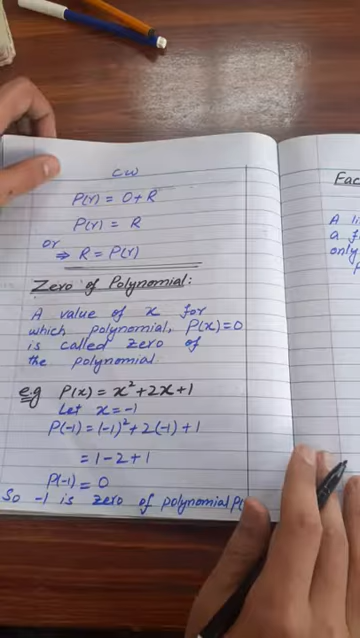 CW
P(r) = 0 + R
P(r) = R
or
⇒ R = P(r)
Zero of Polynomial:
A value of x for
which polynomial, P(x)=0
is called zero of
the polynomial
e.g P(x) = x² + 2x + 1
Let x = -1
P(-1) = (-1)² + 2(-1) + 1
= 1 - 2 + 1
P(-1) = 0
So -1 is zero of polynomial
Fac
A li
a f
only